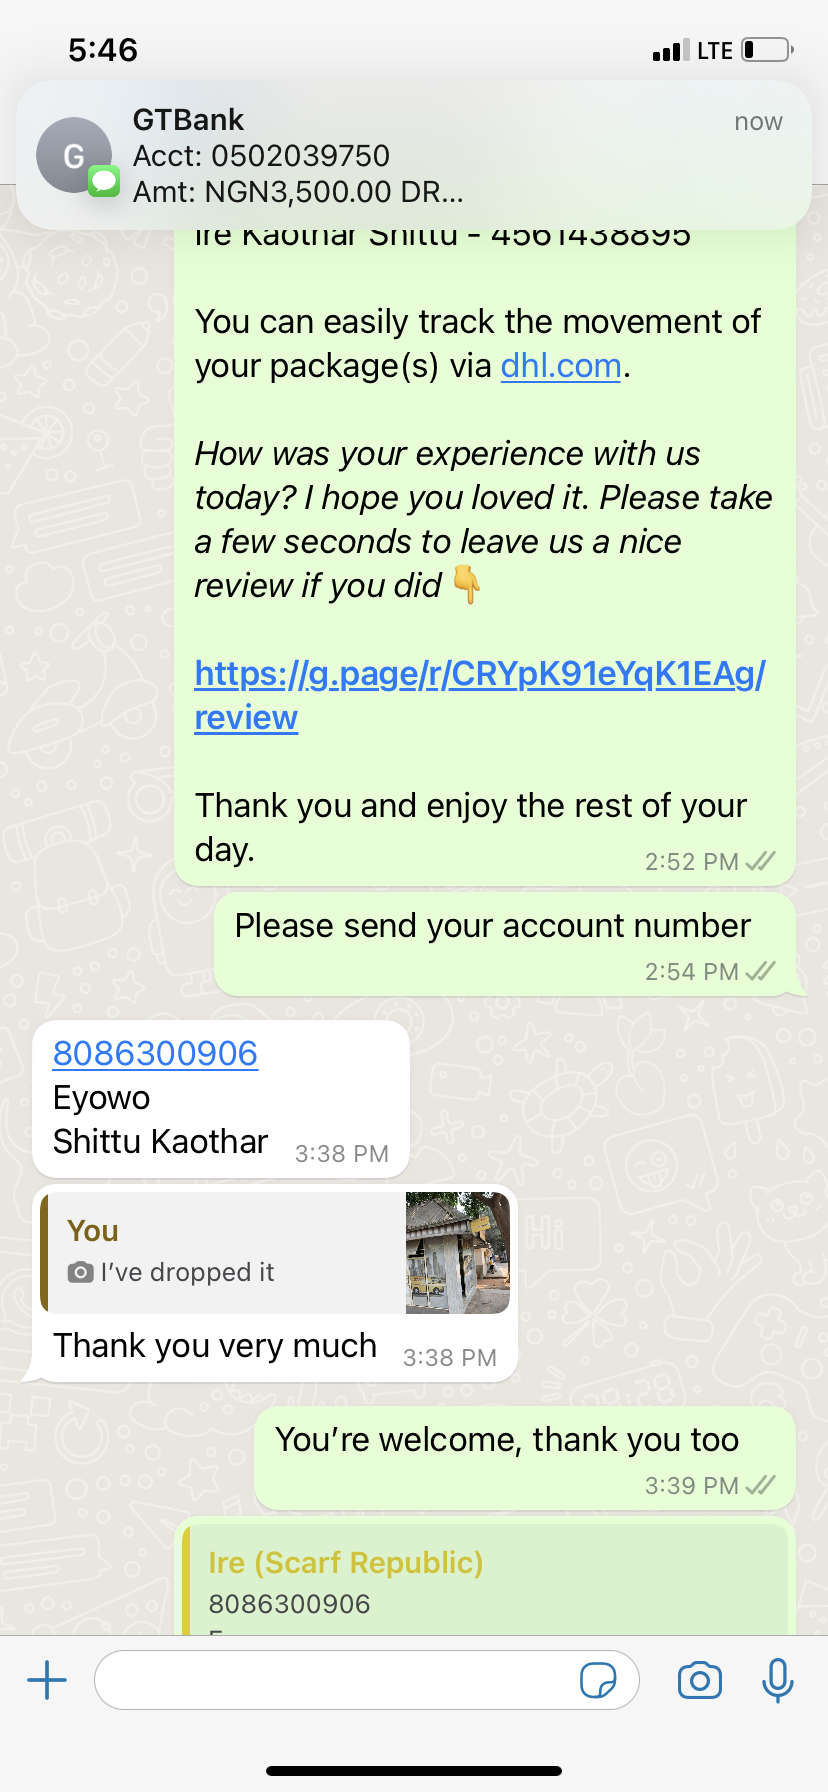 5:46
LTE
GTBank
now
Acct: 0502039750
Amt: NGN3,500.00 DR...
Ire Kaothar Shittu - 4561438895
You can easily track the movement of
your package(s) via dhl.com.
How was your experience with us
today? I hope you loved it. Please take
a few seconds to leave us a nice
review if you did 👇
https://g.page/r/CRYpK91eYqK1EAg/
review
Thank you and enjoy the rest of your
day.
2:52 PM
Please send your account number
2:54 PM
8086300906
Eyowo
Shittu Kaothar
3:38 PM
You
I've dropped it
Thank you very much
3:38 PM
You're welcome, thank you too
3:39 PM
Ire (Scarf Republic)
8086300906